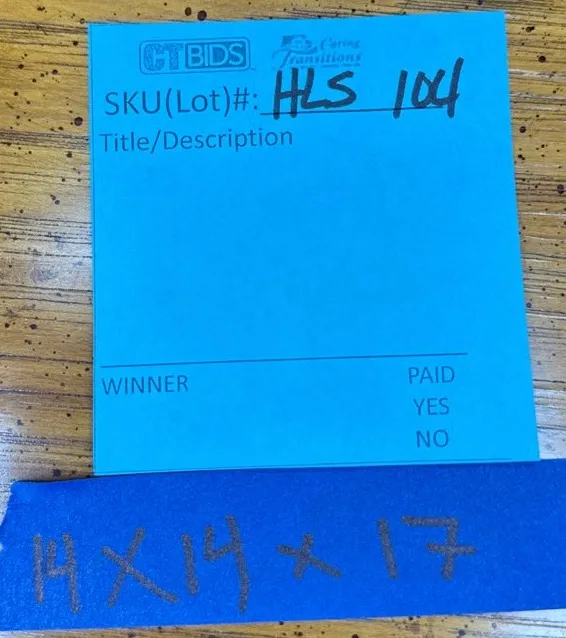 CTBIDS Caring Transitions
SKU(Lot)#: HLS 104
Title/Description
WINNER PAID
YES
NO
14 X 14 X 17